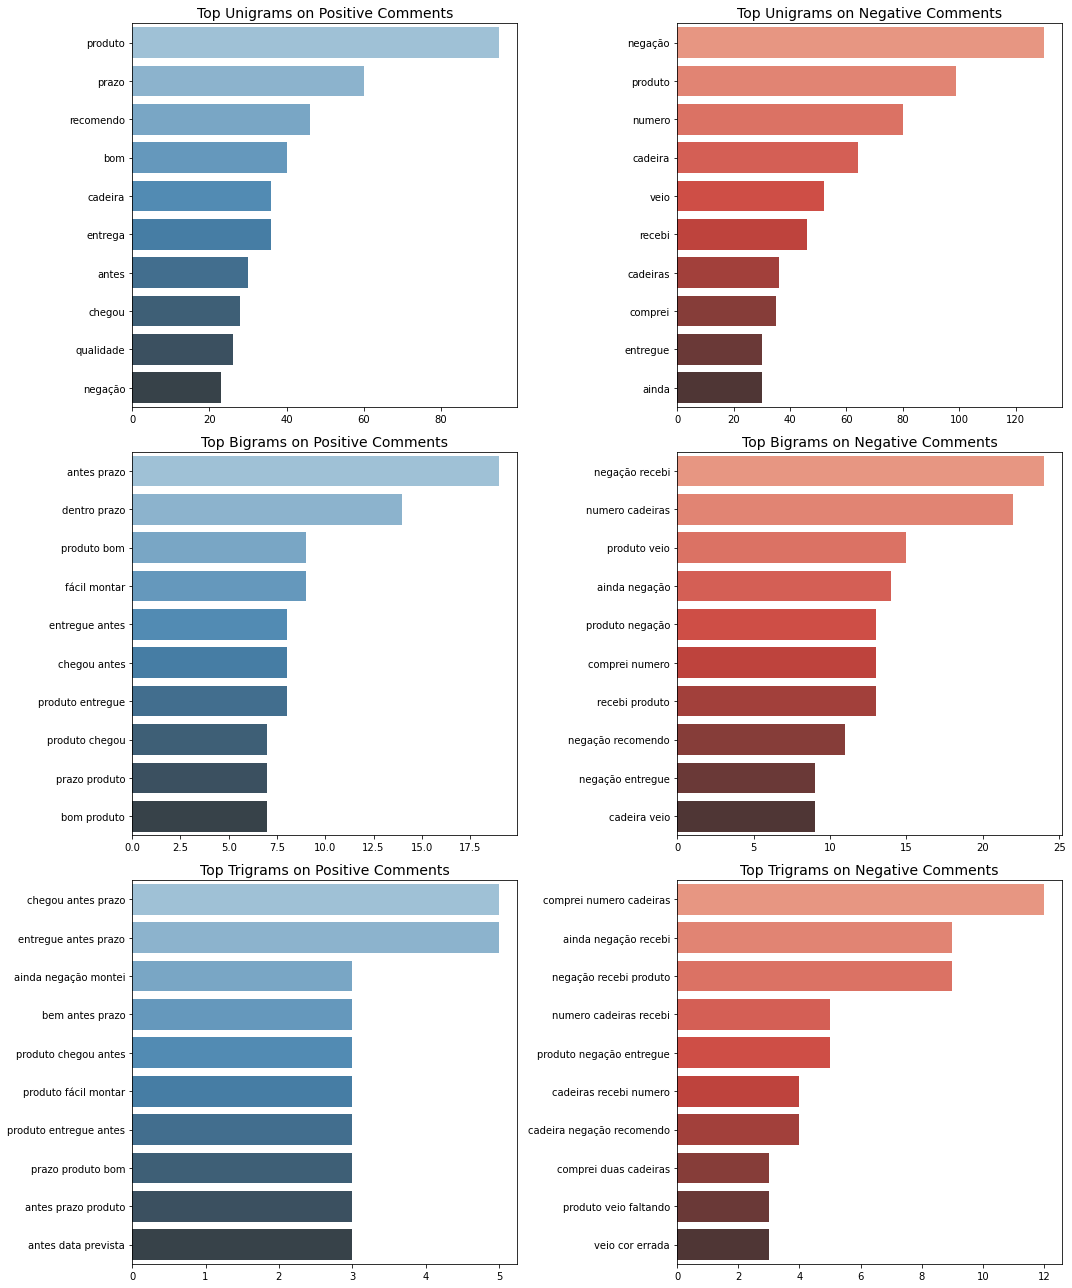 Top Unigrams on Positive Comments
produto
prazo
recomendo
bom
cadeira
entrega
antes
chegou
qualidade
negação
0 20 40 60 80
Top Unigrams on Negative Comments
negação
produto
numero
cadeira
veio
recebi
cadeiras
comprei
entregue
ainda
0 20 40 60 80 100 120
Top Bigrams on Positive Comments
antes prazo
dentro prazo
produto bom
fácil montar
entregue antes
chegou antes
produto entregue
produto chegou
prazo produto
bom produto
0.0 2.5 5.0 7.5 10.0 12.5 15.0 17.5
Top Bigrams on Negative Comments
negação recebi
numero cadeiras
produto veio
ainda negação
produto negação
comprei numero
recebi produto
negação recomendo
negação entregue
cadeira veio
0 5 10 15 20 25
Top Trigrams on Positive Comments
chegou antes prazo
entregue antes prazo
ainda negação montei
bem antes prazo
produto chegou antes
produto fácil montar
produto entregue antes
prazo produto bom
antes prazo produto
antes data prevista
0 1 2 3 4 5
Top Trigrams on Negative Comments
comprei numero cadeiras
ainda negação recebi
negação recebi produto
numero cadeiras recebi
produto negação entregue
cadeiras recebi numero
cadeira negação recomendo
comprei duas cadeiras
produto veio faltando
veio cor errada
0 2 4 6 8 10 12